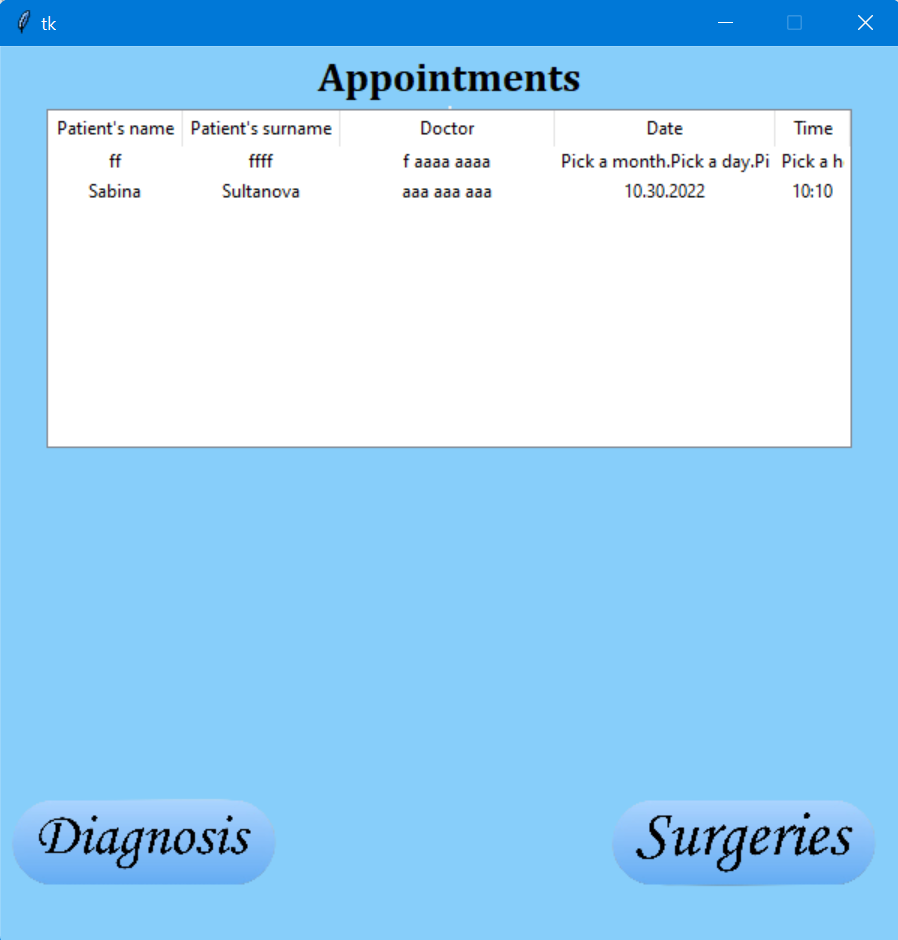 tk
Appointments
Patient's name Patient's surname Doctor Date Time
ff ffff f aaaa aaaa Pick a month.Pick a day.Pi Pick a h
Sabina Sultanova aaa aaa aaa 10.30.2022 10:10
Diagnosis Surgeries